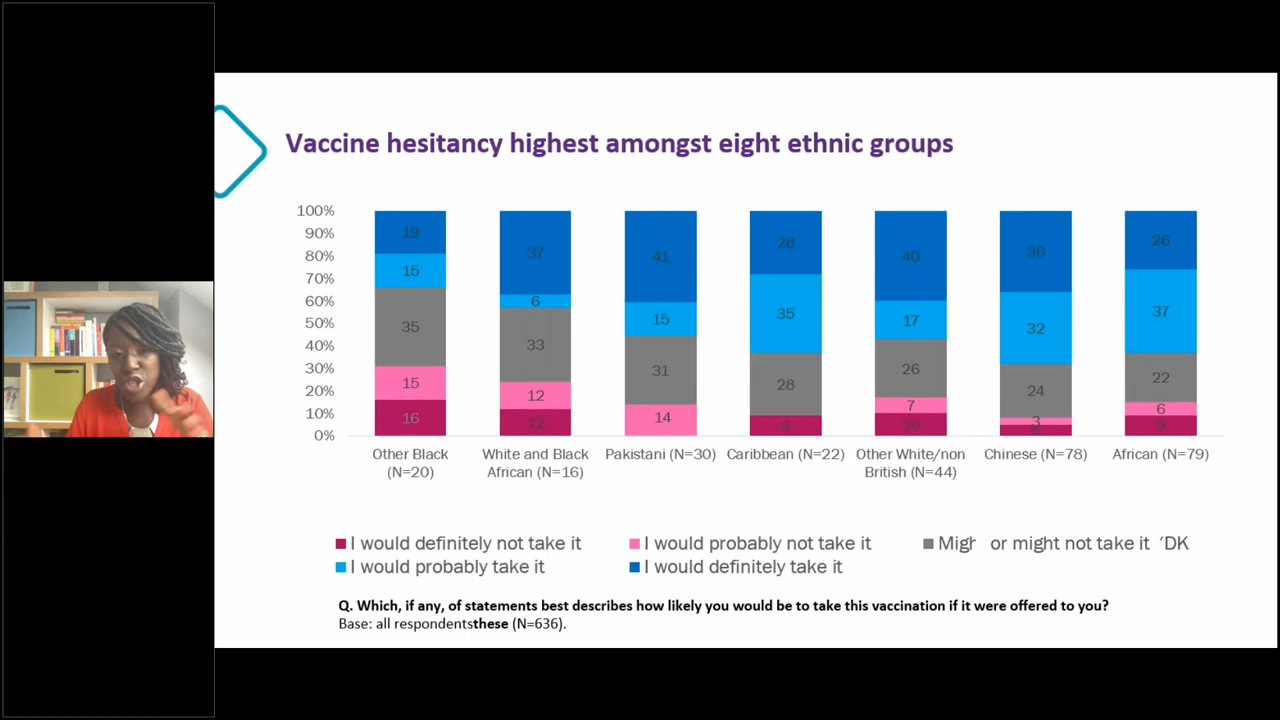 Vaccine hesitancy highest amongst eight ethnic groups
100%
90%
80%
70%
60%
50%
40%
30%
20%
10%
0%
19
15
35
15
16
37
6
33
12
12
41
15
31
14
28
35
28
9
40
17
26
7
10
36
32
24
3
26
37
22
6
9
Other Black
(N=20)
White and Black
African (N=16)
Pakistani (N=30)
Caribbean (N=22)
Other White/non
British (N=44)
Chinese (N=78)
African (N=79)
I would definitely not take it
I would probably not take it
or might not take it DK
I would probably take it
I would definitely take it
Q. Which, if any, of statements best describes how likely you would be to take this vaccination if it were offered to you?
Base: all respondentsthese (N=636).